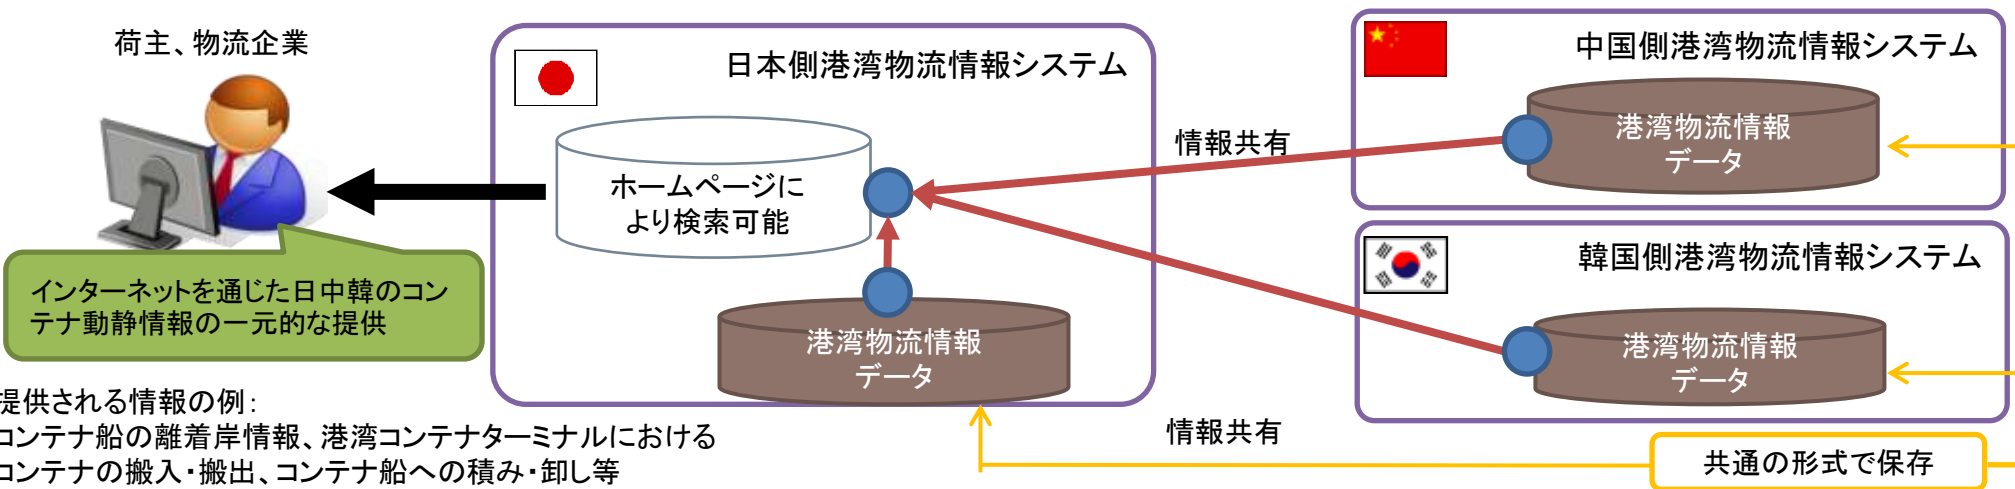 荷主、物流企業
日本側港湾物流情報システム
中国側港湾物流情報システム
港湾物流情報
データ
情報共有
ホームページに
より検索可能
韓国側港湾物流情報システム
インターネットを通じた日中韓のコン
テナ動静情報の一元的な提供
港湾物流情報
データ
港湾物流情報
データ
提供される情報の例:
コンテナ船の離着岸情報、港湾コンテナターミナルにおける
コンテナの搬入・搬出、コンテナ船への積み・卸し等
情報共有
共通の形式で保存